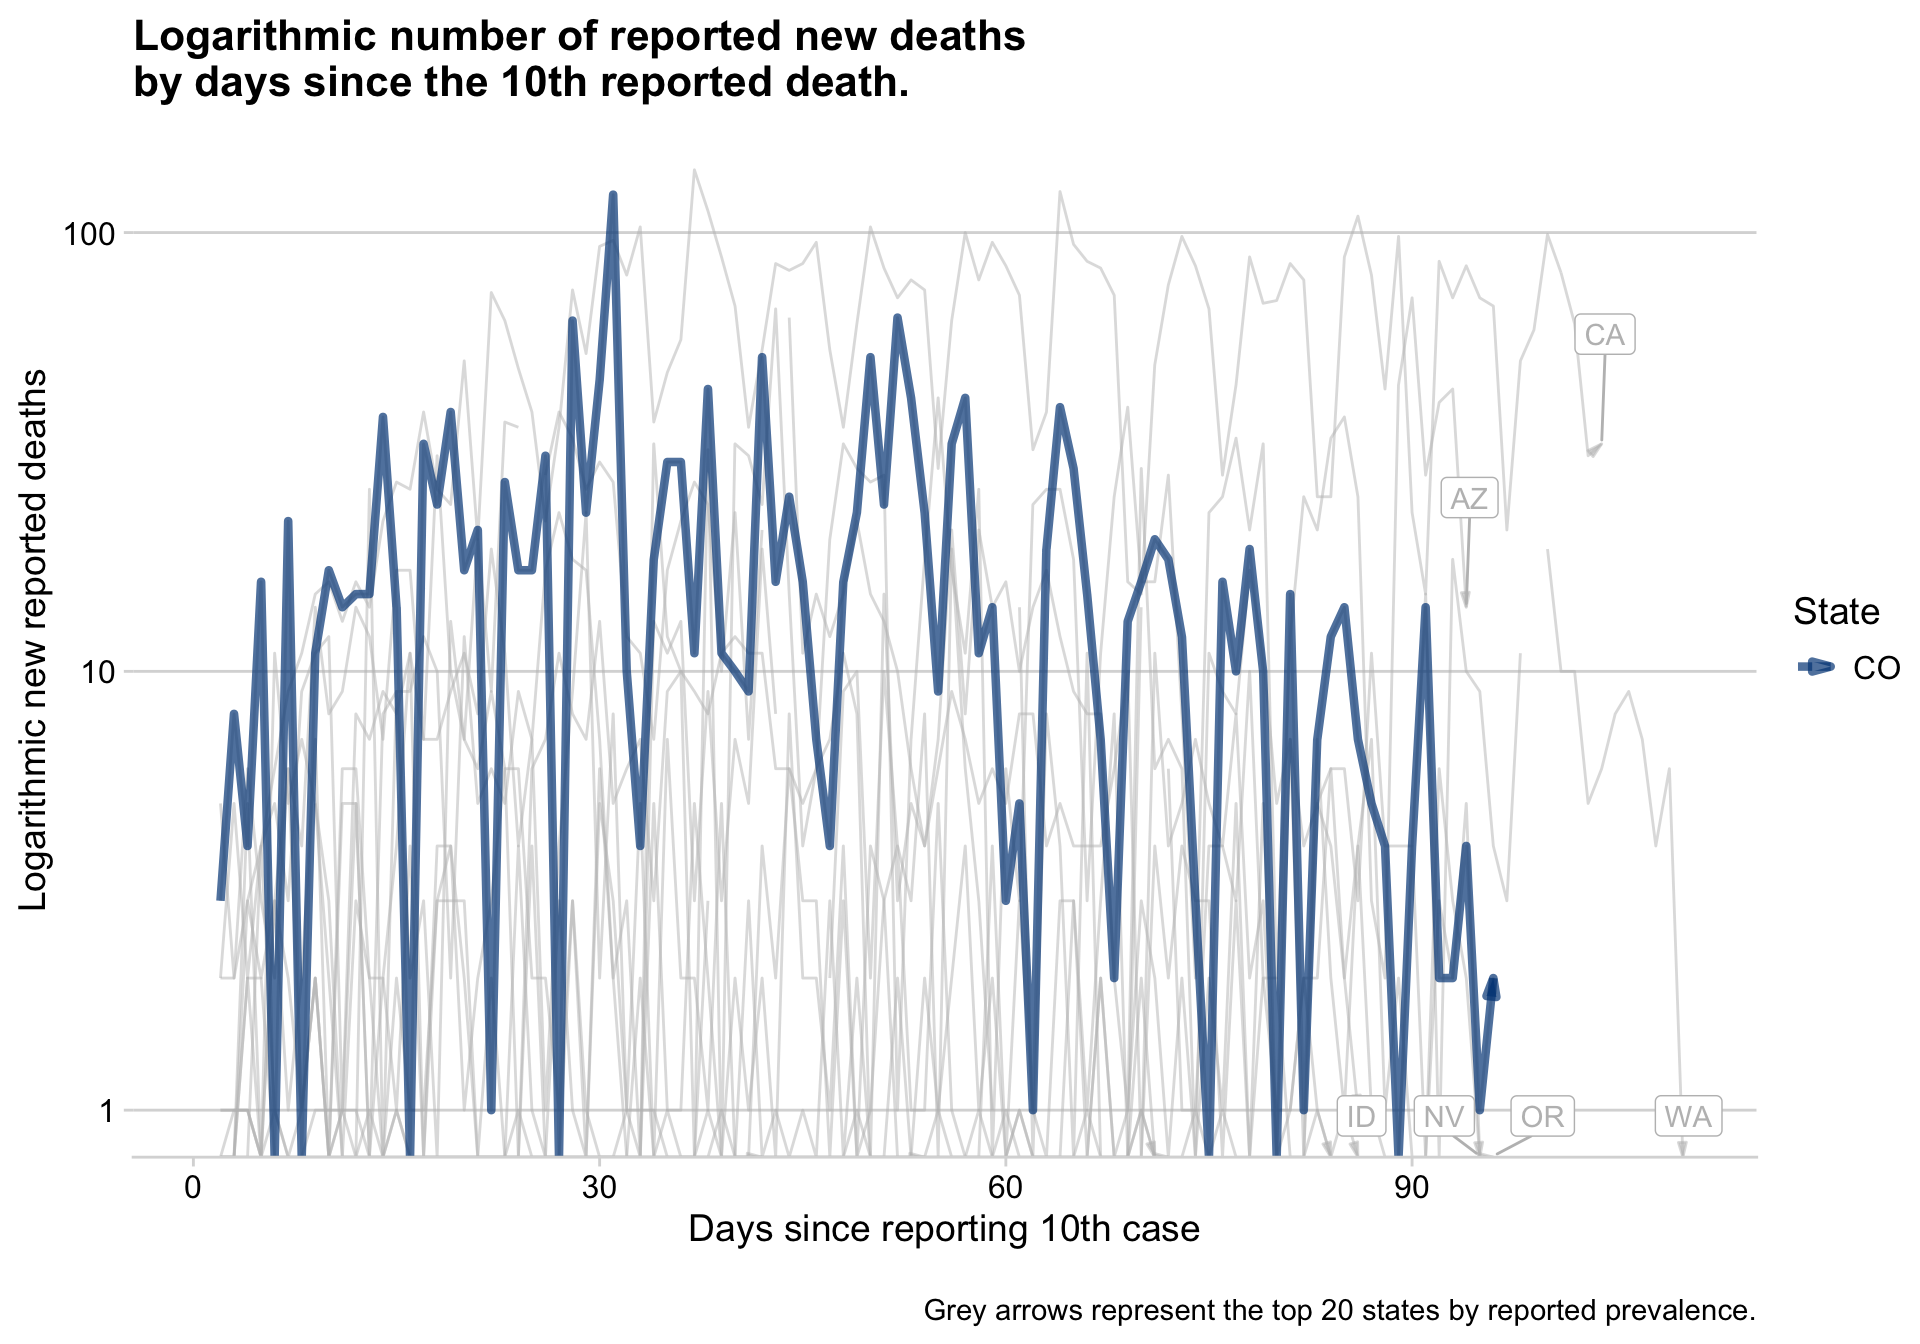 Logarithmic number of reported new deaths
by days since the 10th reported death.
Logarithmic new reported deaths
100
10
1
CA
AZ
ID
NV
OR
WA
State
CO
0
30
60
90
Days since reporting 10th case
Grey arrows represent the top 20 states by reported prevalence.